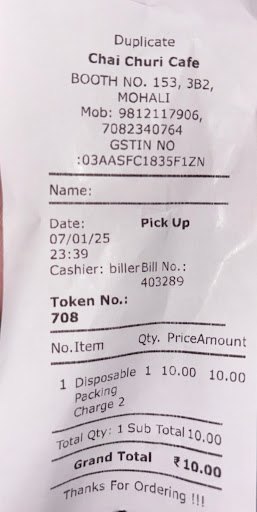 Duplicate
Chai Churi Cafe
BOOTH NO. 153, 3B2,
MOHALI
Mob: 9812117906,
7082340764
GSTIN NO
:03AASFC1835F1ZN
Name:
Date: Pick Up
07/01/25
23:39
Cashier: biller Bill No.:
403289
Token No.:
708
No.Item Qty. Price Amount
1 Disposable 1 10.00 10.00
Packing
Charge 2
Total Qty: 1 Sub Total 10.00
Grand Total ₹10.00
Thanks For Ordering !!!